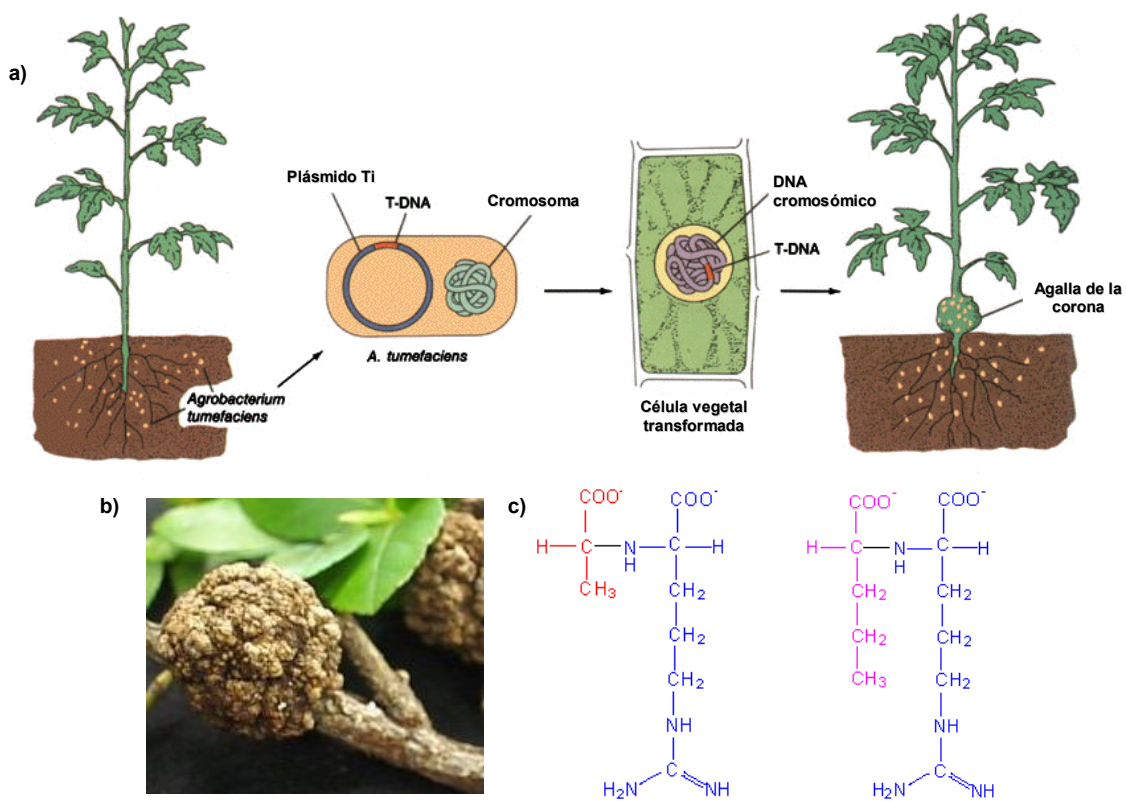 a)
Plásmido Ti
T-DNA
Cromosoma
A. tumefaciens
Agrobacterium
tumefaciens
DNA
cromosómico
T-DNA
Célula vegetal
transformada
Agalla de la
corona
b)
c)
COO⁻ COO⁻
H C N C H
H
CH₃ CH₂
CH₂
CH₂
NH
C
H₂N NH
COO⁻ COO⁻
H C N C H
H
CH₂ CH₂
CH₂ CH₂
CH₃ CH₂
NH
C
H₂N NH